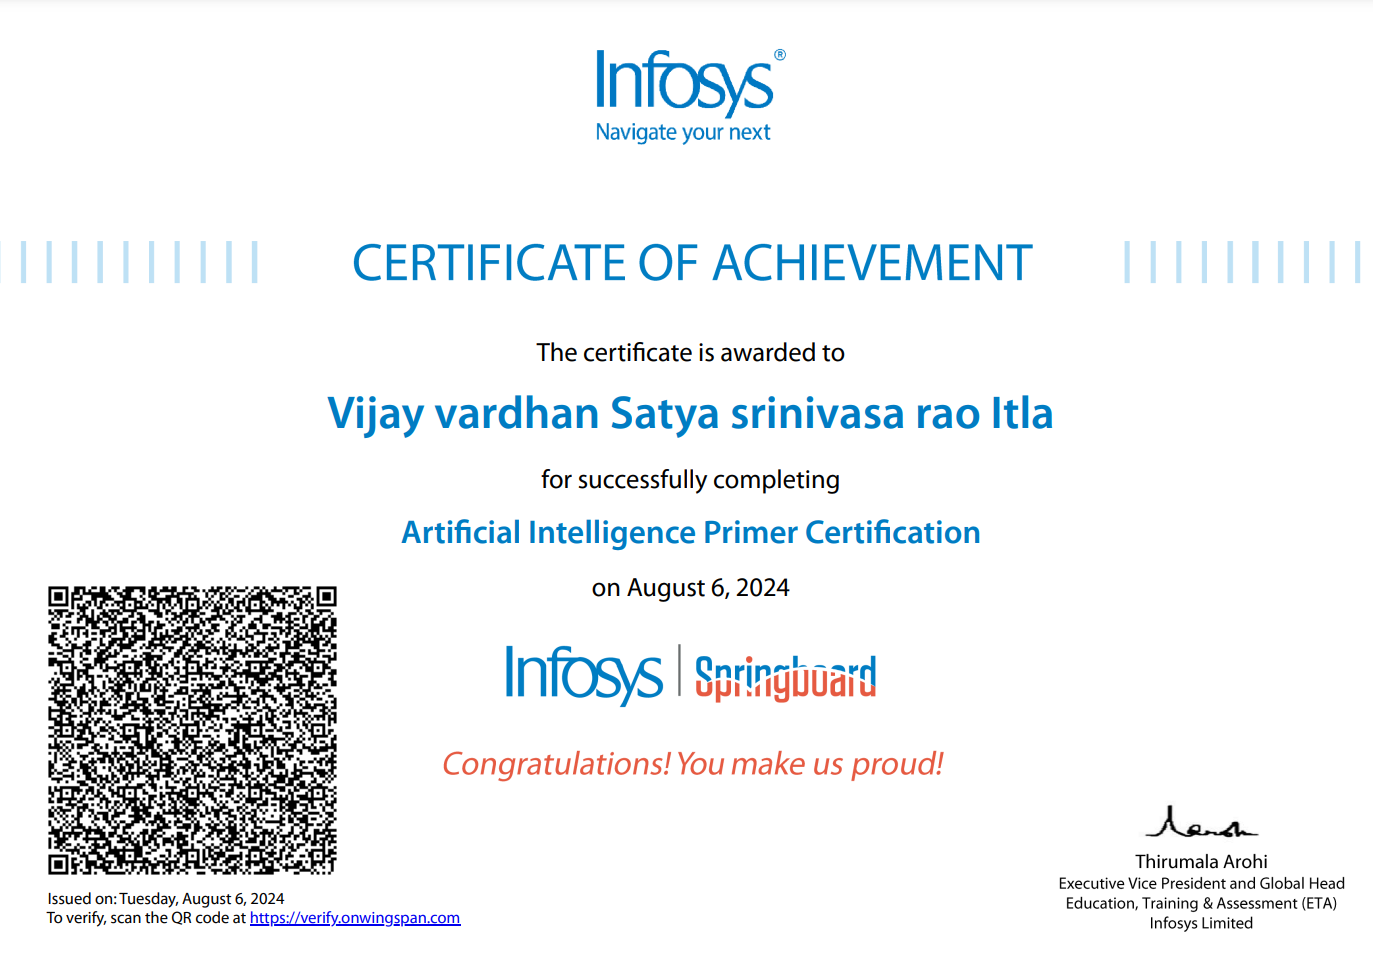 Infosys®
Navigate your next
CERTIFICATE OF ACHIEVEMENT
The certificate is awarded to
Vijay vardhan Satya srinivasa rao Itla
for successfully completing
Artificial Intelligence Primer Certification
on August 6, 2024
Infosys | Springboard
Congratulations! You make us proud!
Issued on: Tuesday, August 6, 2024
To verify, scan the QR code at https://verify.onwingspan.com
Thirumala Arohi
Executive Vice President and Global Head
Education, Training & Assessment (ETA)
Infosys Limited